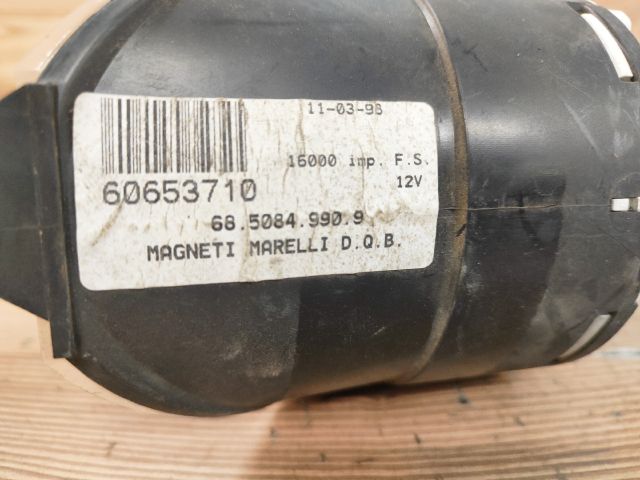 11-03-98
16000 imp. F.S.
60653710
12V
68.5084.990.9
MAGNETI MARELLI D.Q.B.